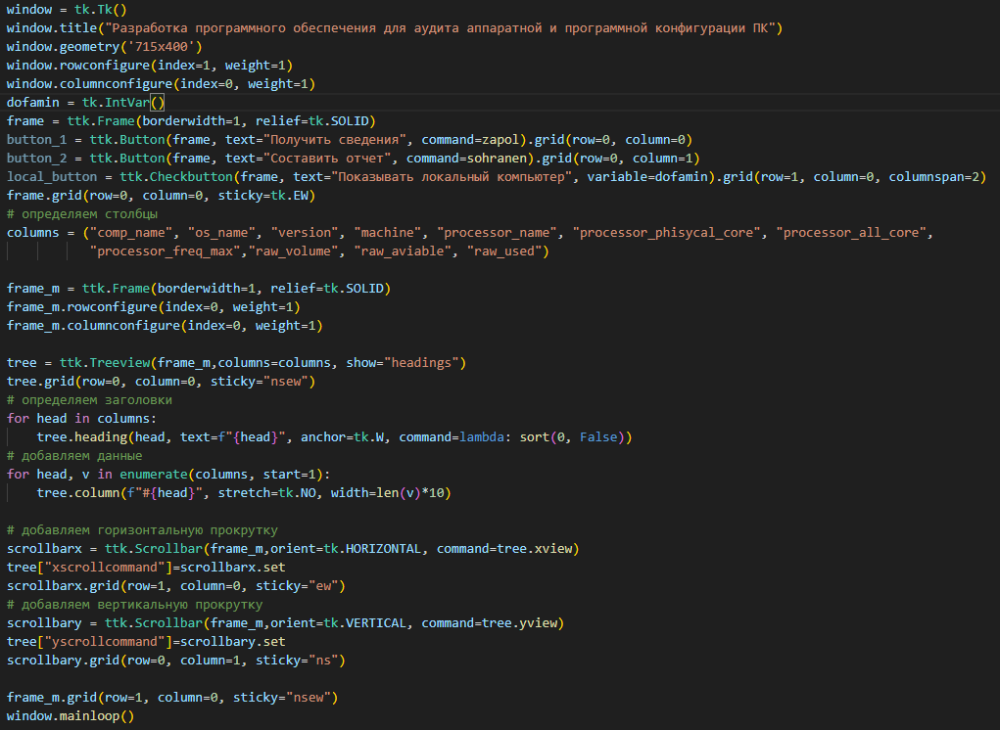 window = tk.Tk()
window.title("Разработка программного обеспечения для аудита аппаратной и программной конфигурации ПК")
window.geometry('715x400')
window.rowconfigure(index=1, weight=1)
window.columnconfigure(index=0, weight=1)
dofamin = tk.IntVar()
frame = ttk.Frame(borderwidth=1, relief=tk.SOLID)
button_1 = ttk.Button(frame, text="Получить сведения", command=zapol).grid(row=0, column=0)
button_2 = ttk.Button(frame, text="Составить отчет", command=sohranen).grid(row=0, column=1)
local_button = ttk.Checkbutton(frame, text="Показывать локальный компьютер", variable=dofamin).grid(row=1, column=0, columnspan=2)
frame.grid(row=0, column=0, sticky=tk.EW)
# определяем столбцы
columns = ("comp_name", "os_name", "version", "machine", "processor_name", "processor_phisycal_core", "processor_all_core",
"processor_freq_max","raw_volume", "raw_aviable", "raw_used")
frame_m = ttk.Frame(borderwidth=1, relief=tk.SOLID)
frame_m.rowconfigure(index=0, weight=1)
frame_m.columnconfigure(index=0, weight=1)
tree = ttk.Treeview(frame_m,columns=columns, show="headings")
tree.grid(row=0, column=0, sticky="nsew")
# определяем заголовки
for head in columns:
tree.heading(head, text=f"{head}", anchor=tk.W, command=lambda: sort(0, False))
# добавляем данные
for head, v in enumerate(columns, start=1):
tree.column(f"#{head}", stretch=tk.NO, width=len(v)*10)
# добавляем горизонтальную прокрутку
scrollbarx = ttk.Scrollbar(frame_m,orient=tk.HORIZONTAL, command=tree.xview)
tree["xscrollcommand"]=scrollbarx.set
scrollbarx.grid(row=1, column=0, sticky="ew")
# добавляем вертикальную прокрутку
scrollbary = ttk.Scrollbar(frame_m,orient=tk.VERTICAL, command=tree.yview)
tree["yscrollcommand"]=scrollbary.set
scrollbary.grid(row=0, column=1, sticky="ns")
frame_m.grid(row=1, column=0, sticky="nsew")
window.mainloop()